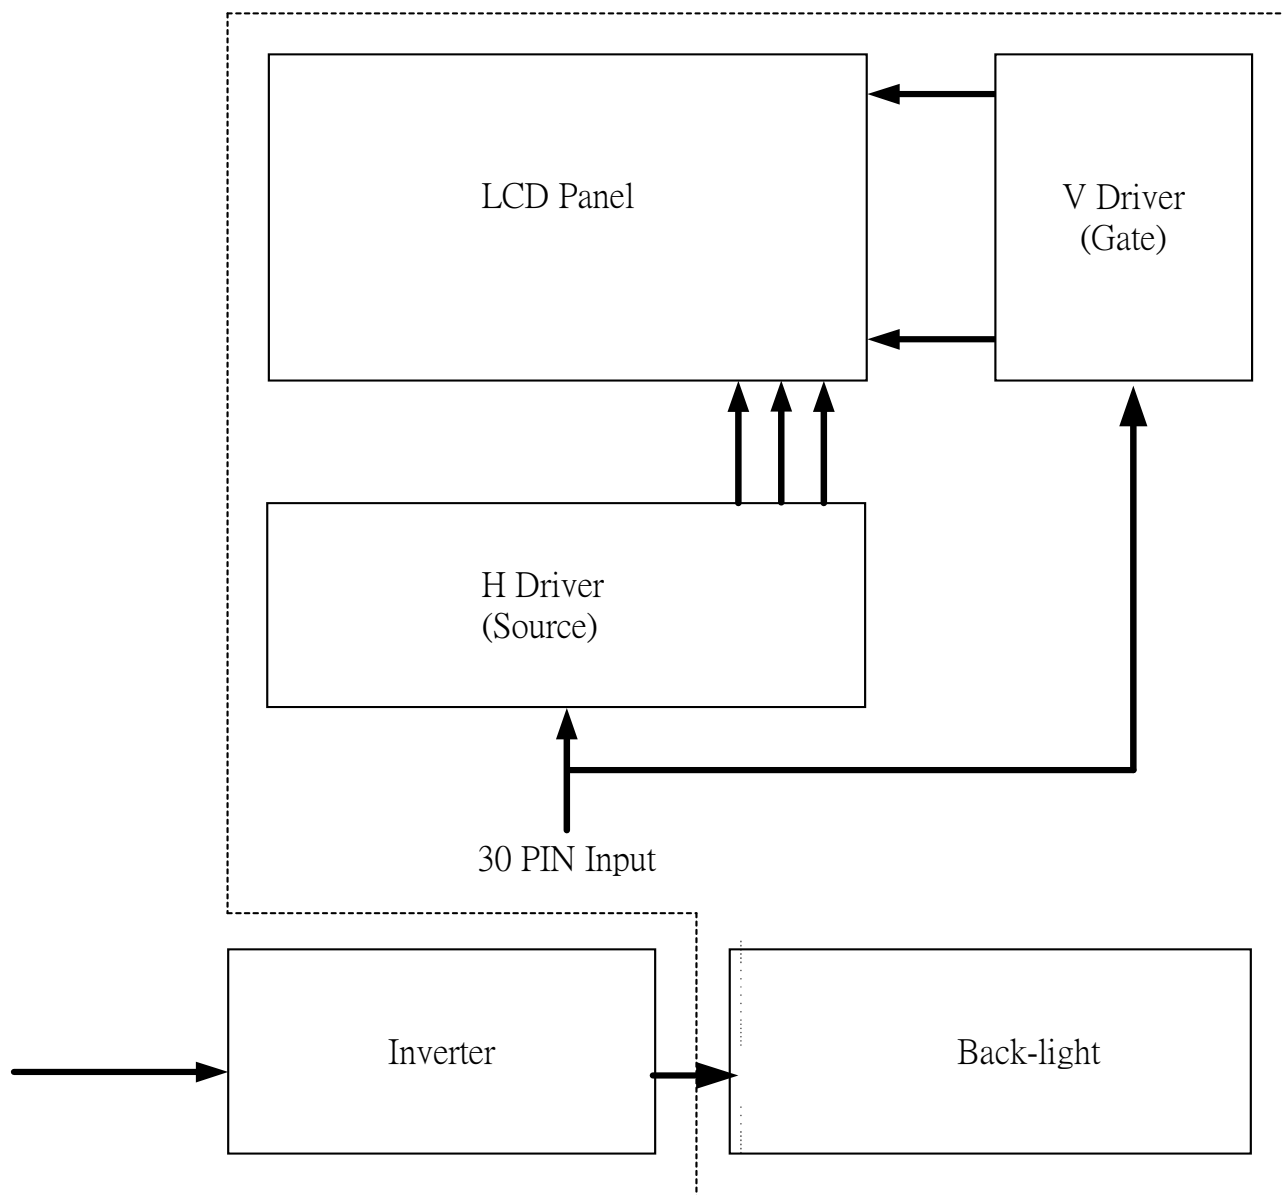 LCD Panel
V Driver
(Gate)
H Driver
(Source)
30 PIN Input
Inverter
Back-light